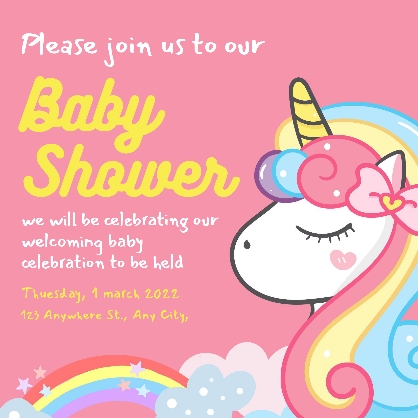 Please join us to our
Baby
Shower
we will be celebrating our
welcoming baby
celebration to be held
Thuesday, 1 march 2022
123 Anywhere St., Any City,